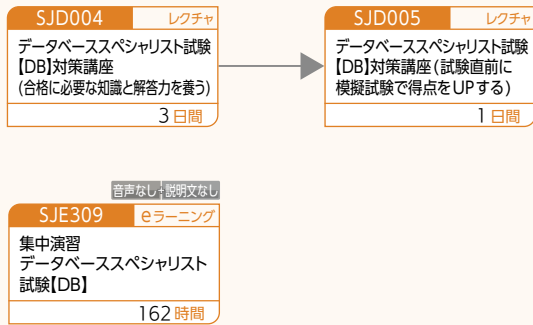 SJD004 レクチャ
データベーススペシャリスト試験
【DB】対策講座
(合格に必要な知識と解答力を養う)
3日間
SJD005 レクチャ
データベーススペシャリスト試験
【DB】対策講座(試験直前に
模擬試験で得点をUPする)
1日間
音声なし+説明文なし
SJE309 eラーニング
集中演習
データベーススペシャリスト
試験【DB】
162時間